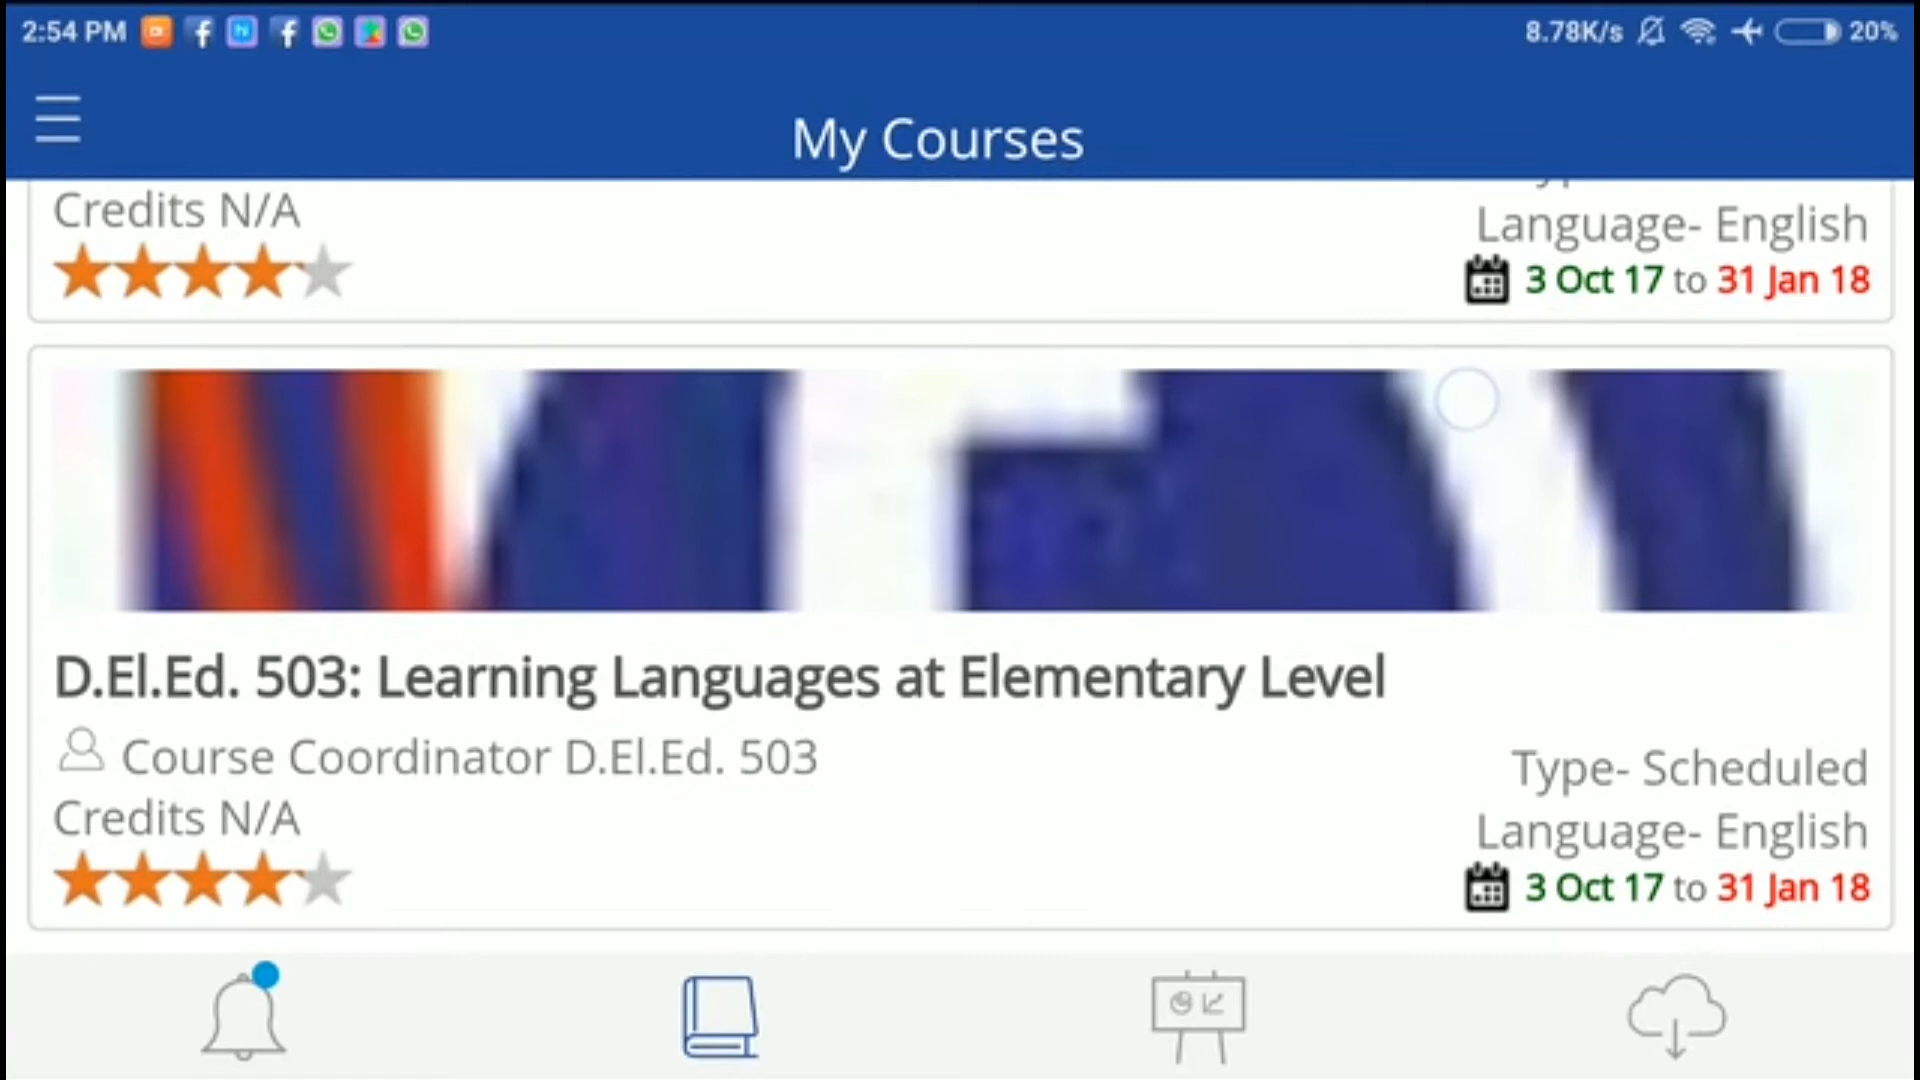 2:54 PM
8.78K/s
20%
My Courses
Credits N/A
Language- English
3 Oct 17 to 31 Jan 18
D.El.Ed. 503: Learning Languages at Elementary Level
Course Coordinator D.El.Ed. 503
Type- Scheduled
Credits N/A
Language- English
3 Oct 17 to 31 Jan 18